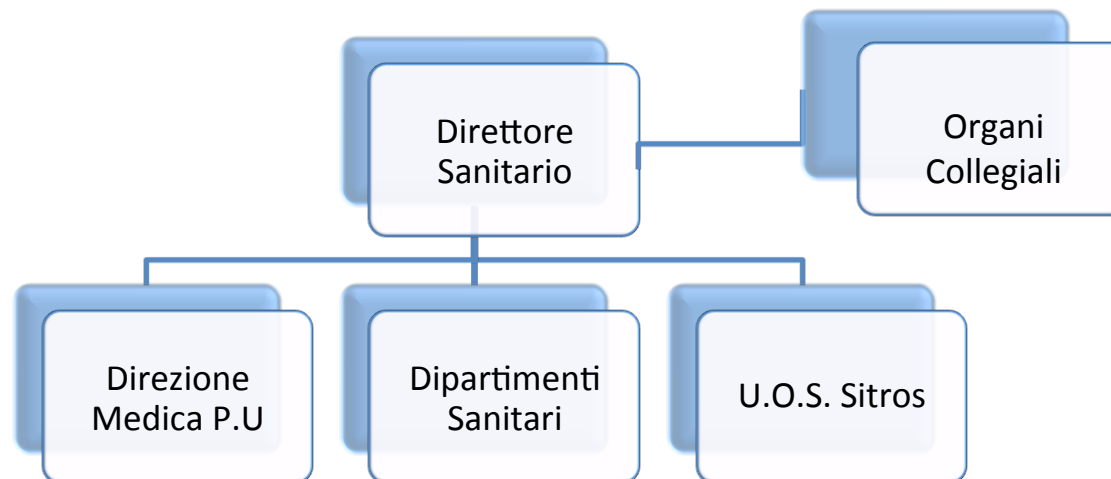 Direttore
Sanitario
Organi
Collegiali
Direzione
Medica P.U
Dipartimenti
Sanitari
U.O.S. Sitros